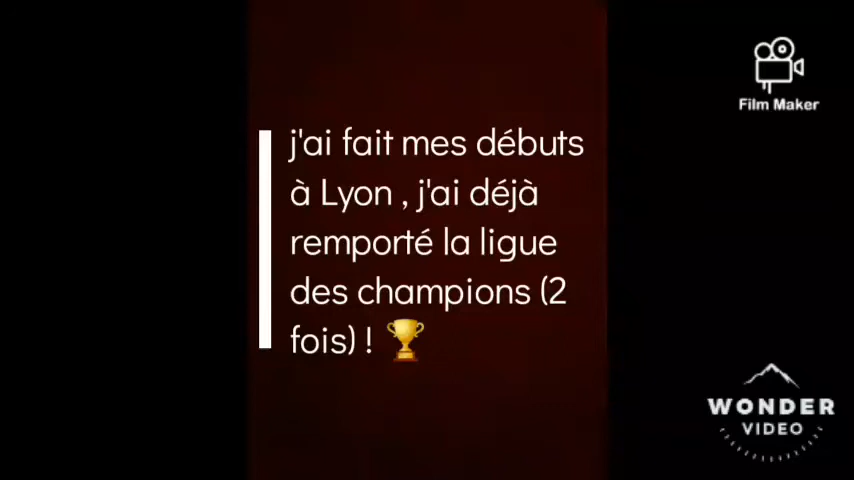 Film Maker
j'ai fait mes débuts
à Lyon , j'ai déjà
remporté la ligue
des champions (2
fois) ! 🏆
WONDER
VIDEO